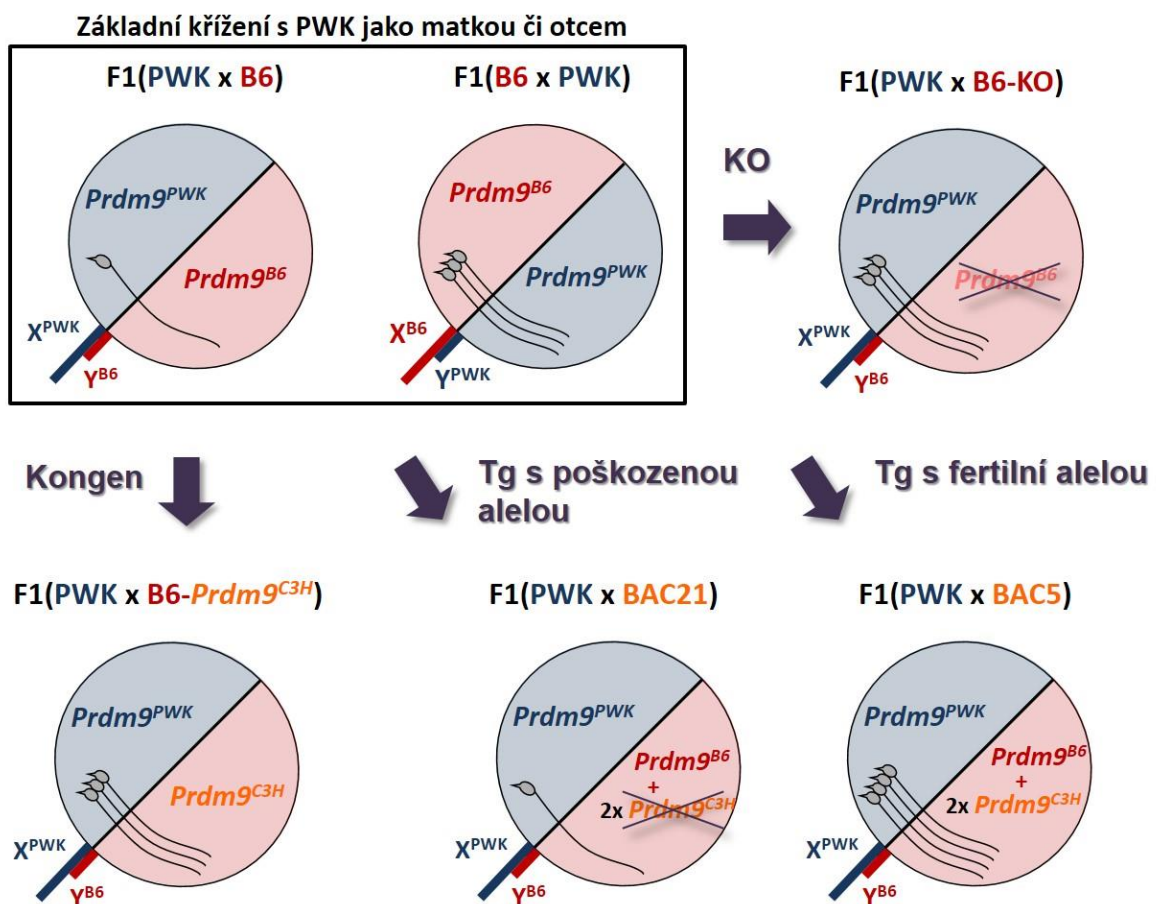 Základní křížení s PWK jako matkou či otcem
F1(PWK x B6)
F1(B6 x PWK)
F1(PWK x B6-KO)
Prdm9PWK
Prdm9B6
XPWK
YB6
Prdm9B6
Prdm9PWK
XB6
YPWK
KO
Prdm9PWK
Prdm9B6
XPWK
YB6
Kongen
Tg s poškozenou
alelou
Tg s fertilní alelou
F1(PWK x B6-Prdm9C3H)
F1(PWK x BAC21)
F1(PWK x BAC5)
Prdm9PWK
Prdm9C3H
XPWK
YB6
Prdm9PWK
Prdm9B6
+
2x Prdm9C3H
XPWK
YB6
Prdm9PWK
Prdm9B6
+
2x Prdm9C3H
XPWK
YB6